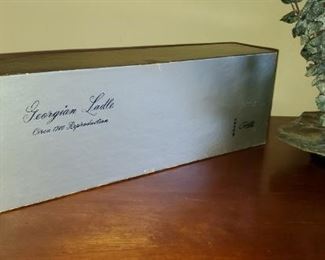 Georgian Ladle
Circa 1760 Reproduction